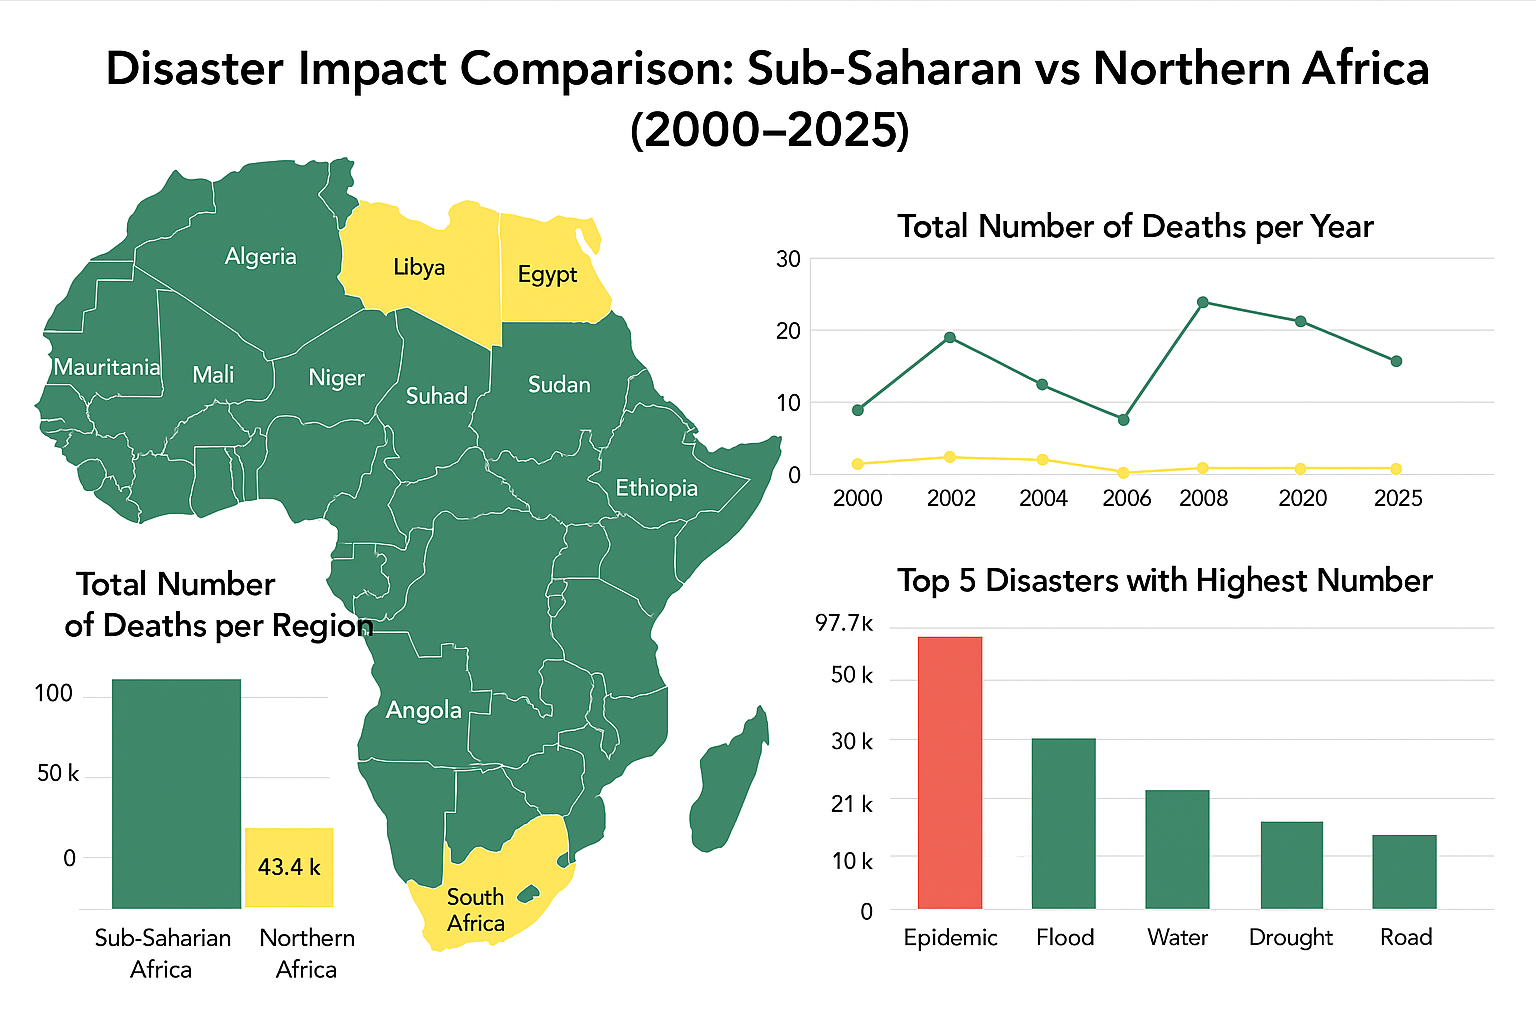 Disaster Impact Comparison: Sub-Saharan vs Northern Africa
(2000–2025)
Algeria
Libya
Egypt
Mauritania
Mali
Niger
Suhad
Sudan
Ethiopia
Angola
South
Africa
Total Number
of Deaths per Region
100
50 k
0
43.4 k
Sub-Saharian
Africa
Northern
Africa
Total Number of Deaths per Year
30
20
10
0
2000 2002 2004 2006 2008 2020 2025
Top 5 Disasters with Highest Number
97.7k
50 k
30 k
21 k
10 k
0
Epidemic Flood Water Drought Road